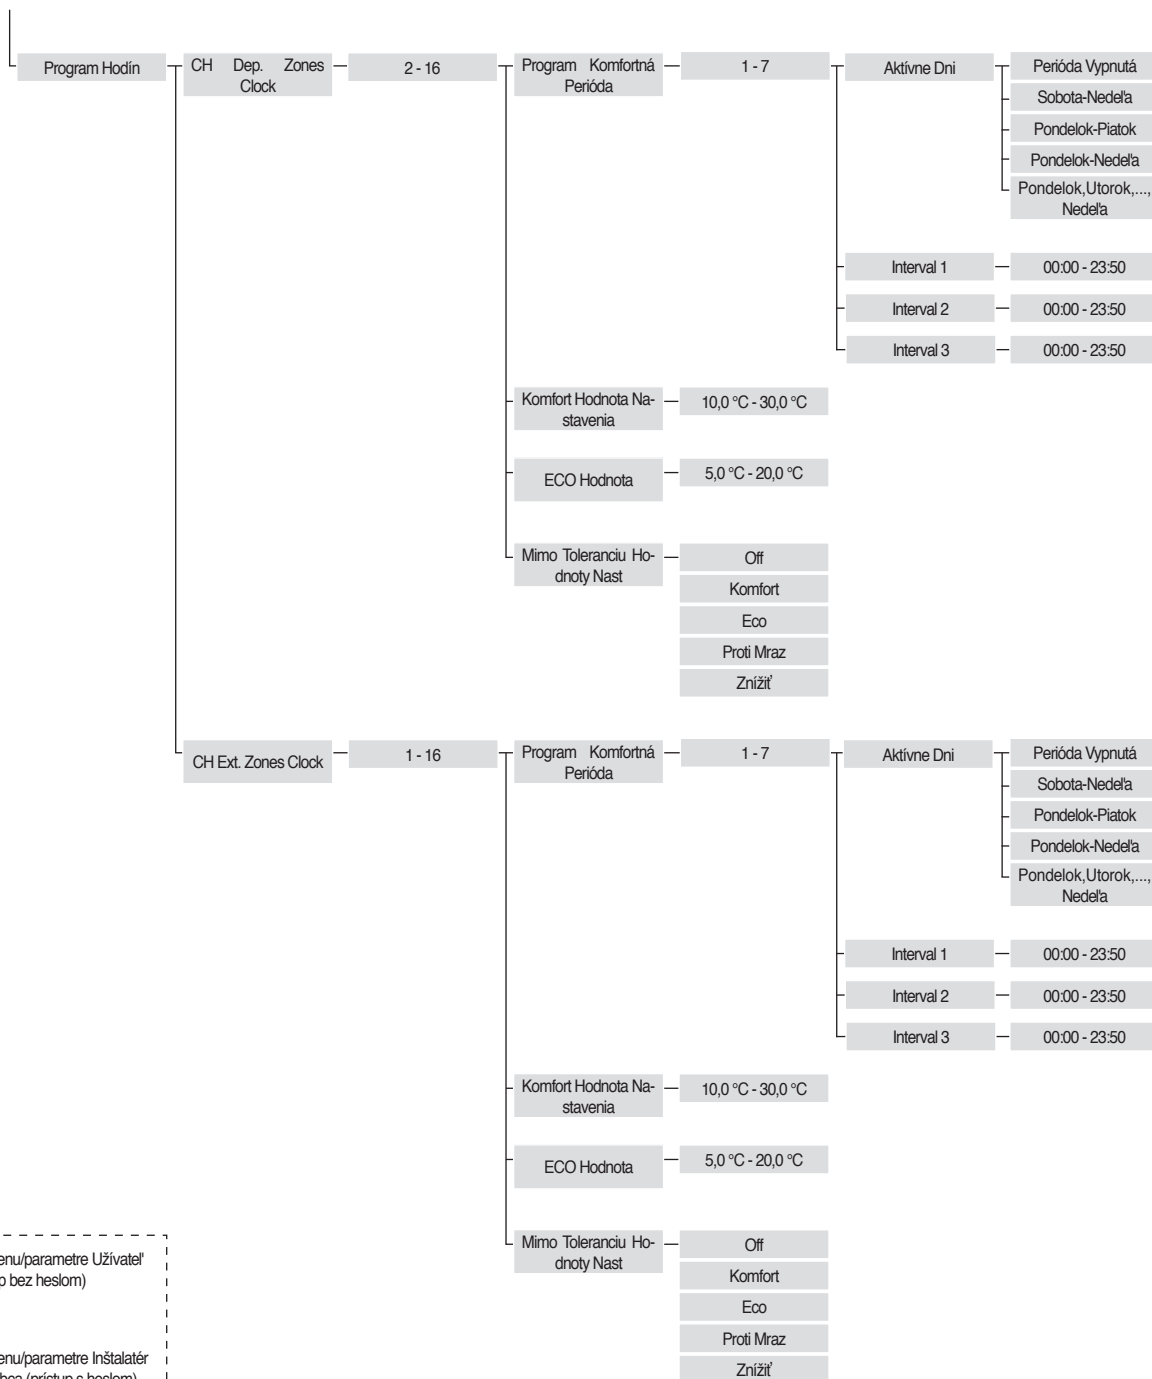 Program Hodín
CH Dep. Zones
Clock
2 - 16
Program Komfortná
Perióda
1 - 7
Aktívne Dni
Perióda Vypnutá
Sobota-Nedeľa
Pondelok-Piatok
Pondelok-Nedeľa
Pondelok,Utorok,...,
Nedeľa
Interval 1
00:00 - 23:50
Interval 2
00:00 - 23:50
Interval 3
00:00 - 23:50
Komfort Hodnota Na-
stavenia
10,0 °C - 30,0 °C
ECO Hodnota
5,0 °C - 20,0 °C
Mimo Toleranciu Ho-
dnoty Nast
Off
Komfort
Eco
Proti Mraz
Znížiť
CH Ext. Zones Clock
1 - 16
Program Komfortná
Perióda
1 - 7
Aktívne Dni
Perióda Vypnutá
Sobota-Nedeľa
Pondelok-Piatok
Pondelok-Nedeľa
Pondelok,Utorok,...,
Nedeľa
Interval 1
00:00 - 23:50
Interval 2
00:00 - 23:50
Interval 3
00:00 - 23:50
Komfort Hodnota Na-
stavenia
10,0 °C - 30,0 °C
ECO Hodnota
5,0 °C - 20,0 °C
Mimo Toleranciu Ho-
dnoty Nast
Off
Komfort
Eco
Proti Mraz
Znížiť
enu/parametre Užívateľ
p bez heslom)
enu/parametre Inštalatér
bca (prístup s heslom)